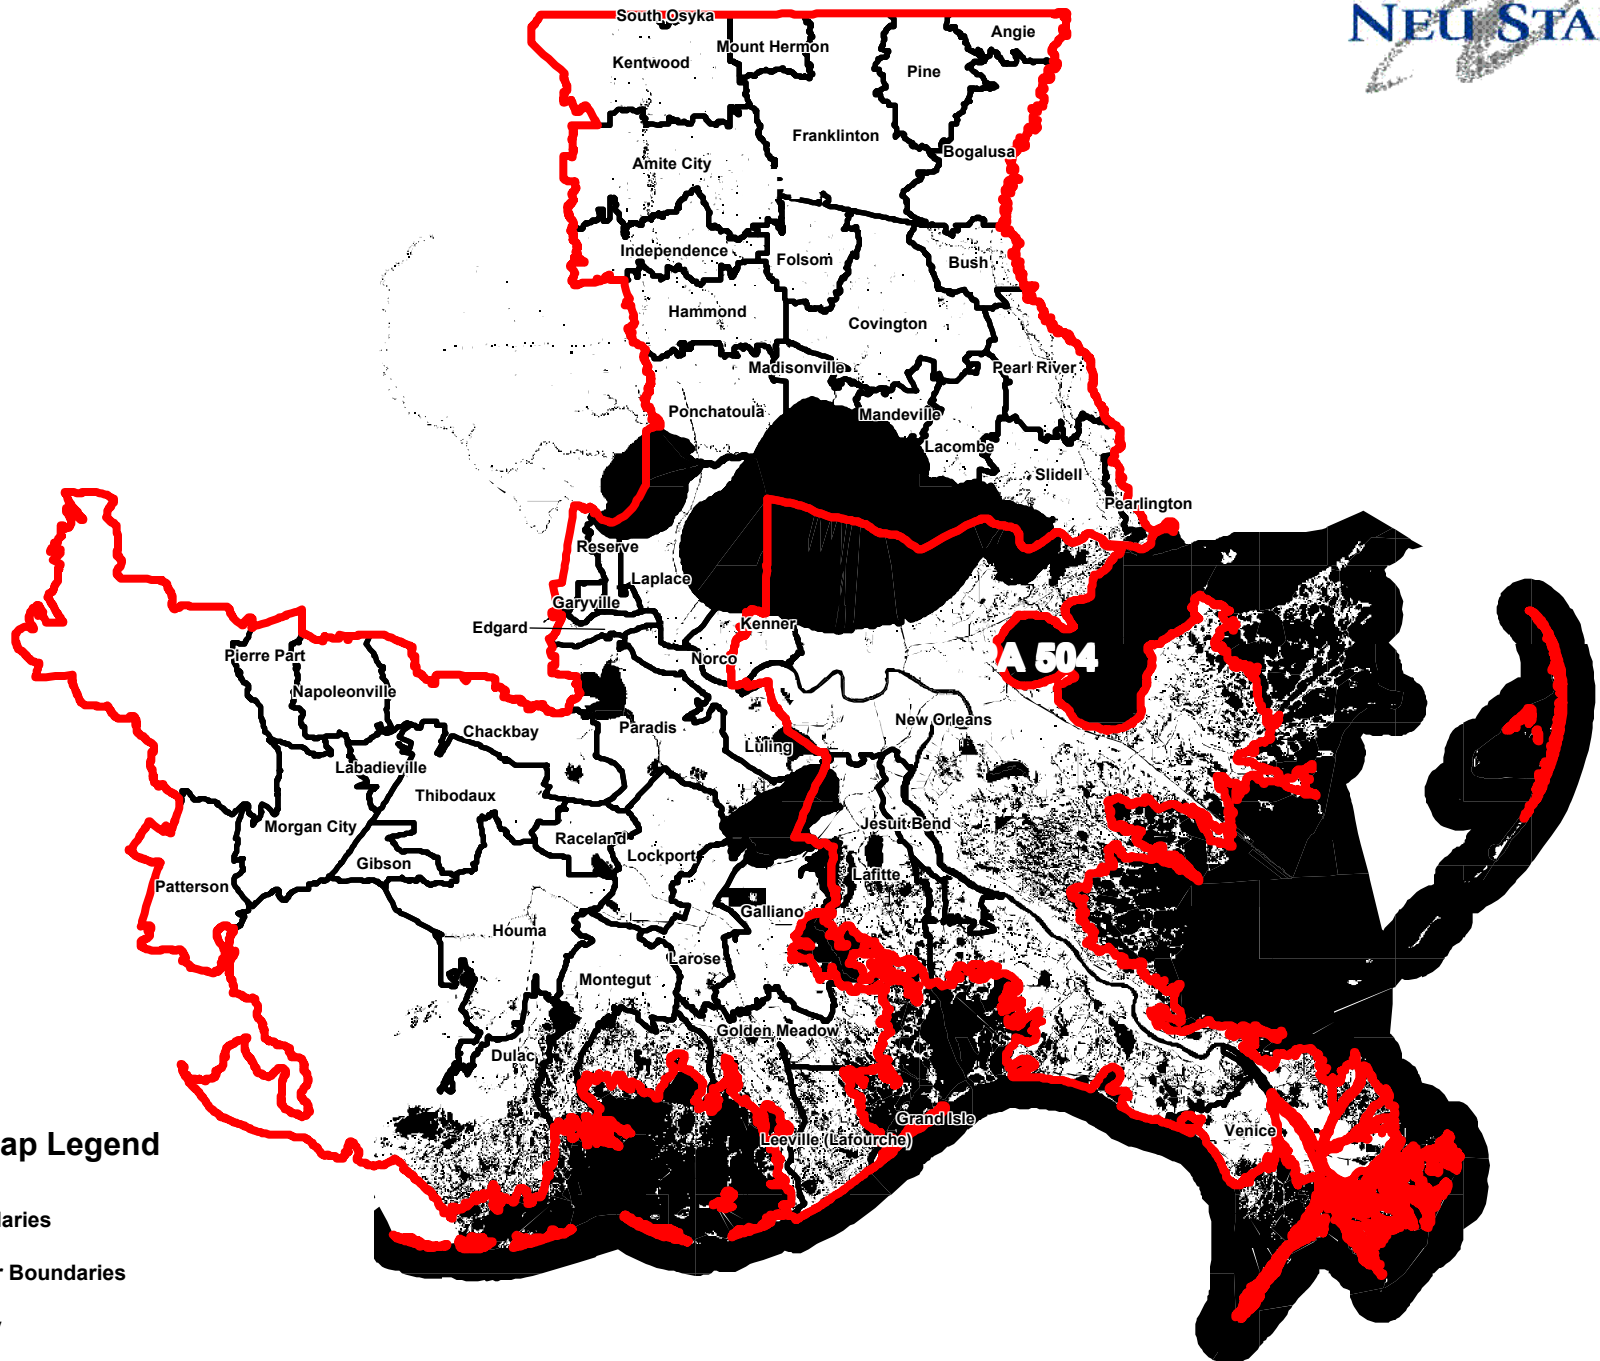 NEUSTA
South Osyka
Angie
Mount Hermon
Kentwood
Pine
Franklinton
Bogalusa
Amite City
Independence
Folsom
Bush
Hammond
Covington
Madisonville
Pearl River
Ponchatoula
Mandeville
Lacombe
Slidell
Pearlington
Reserve
Laplace
Garyville
Edgard
Kenner
Pierre Part
Norco
A 504
Napoleonville
New Orleans
Paradis
Chackbay
Luling
Labadieville
Thibodaux
Jesuit Bend
Morgan City
Raceland
Lockport
Gibson
Lafitte
Patterson
Galliano
Houma
Larose
Montegut
Golden Meadow
Dulac
Grand Isle
Venice
Leeville (Lafourche)
ap Legend
laries
r Boundaries